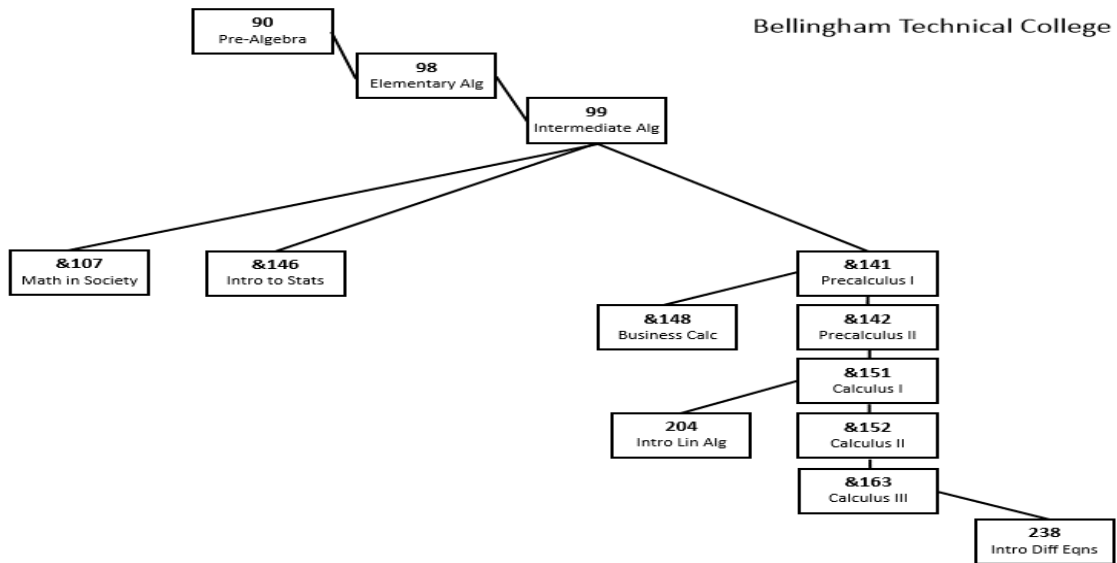 Bellingham Technical College
90
Pre-Algebra
98
Elementary Alg
99
Intermediate Alg
&107
Math in Society
&146
Intro to Stats
&141
Precalculus I
&148
Business Calc
&142
Precalculus II
&151
Calculus I
204
Intro Lin Alg
&152
Calculus II
&163
Calculus III
238
Intro Diff Eqns